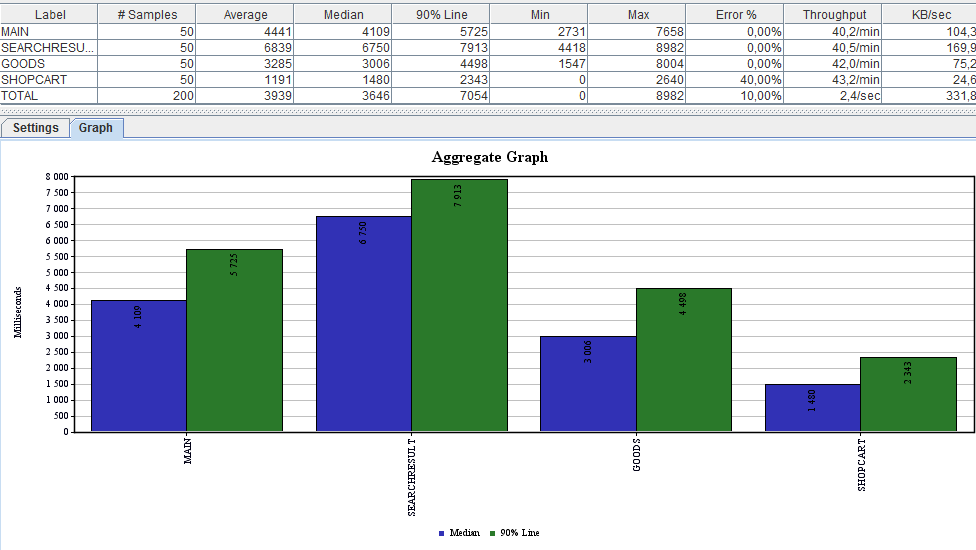 Label # Samples Average Median 90% Line Min Max Error % Throughput KB/sec
MAIN 50 4441 4109 5725 2731 7658 0,00% 40,2/min 104,3
SEARCHRESU... 50 6839 6750 7913 4418 8982 0,00% 40,5/min 169,9
GOODS 50 3285 3006 4498 1547 8004 0,00% 42,0/min 75,2
SHOPCART 50 1191 1480 2343 0 2640 40,00% 43,2/min 24,6
TOTAL 200 3939 3646 7054 0 8982 10,00% 2,4/sec 331,8
Settings Graph
Aggregate Graph
8 000
7 500
7 000
6 500
6 000
5 500
5 000
4 500
4 000
3 500
3 000
2 500
2 000
1 500
1 000
500
0
Milliseconds
4 109
5 725
6 750
7 913
3 006
4 498
1 480
2 343
MAIN
SEARCHRESULT
GOODS
SHOPCART
Median 90% Line